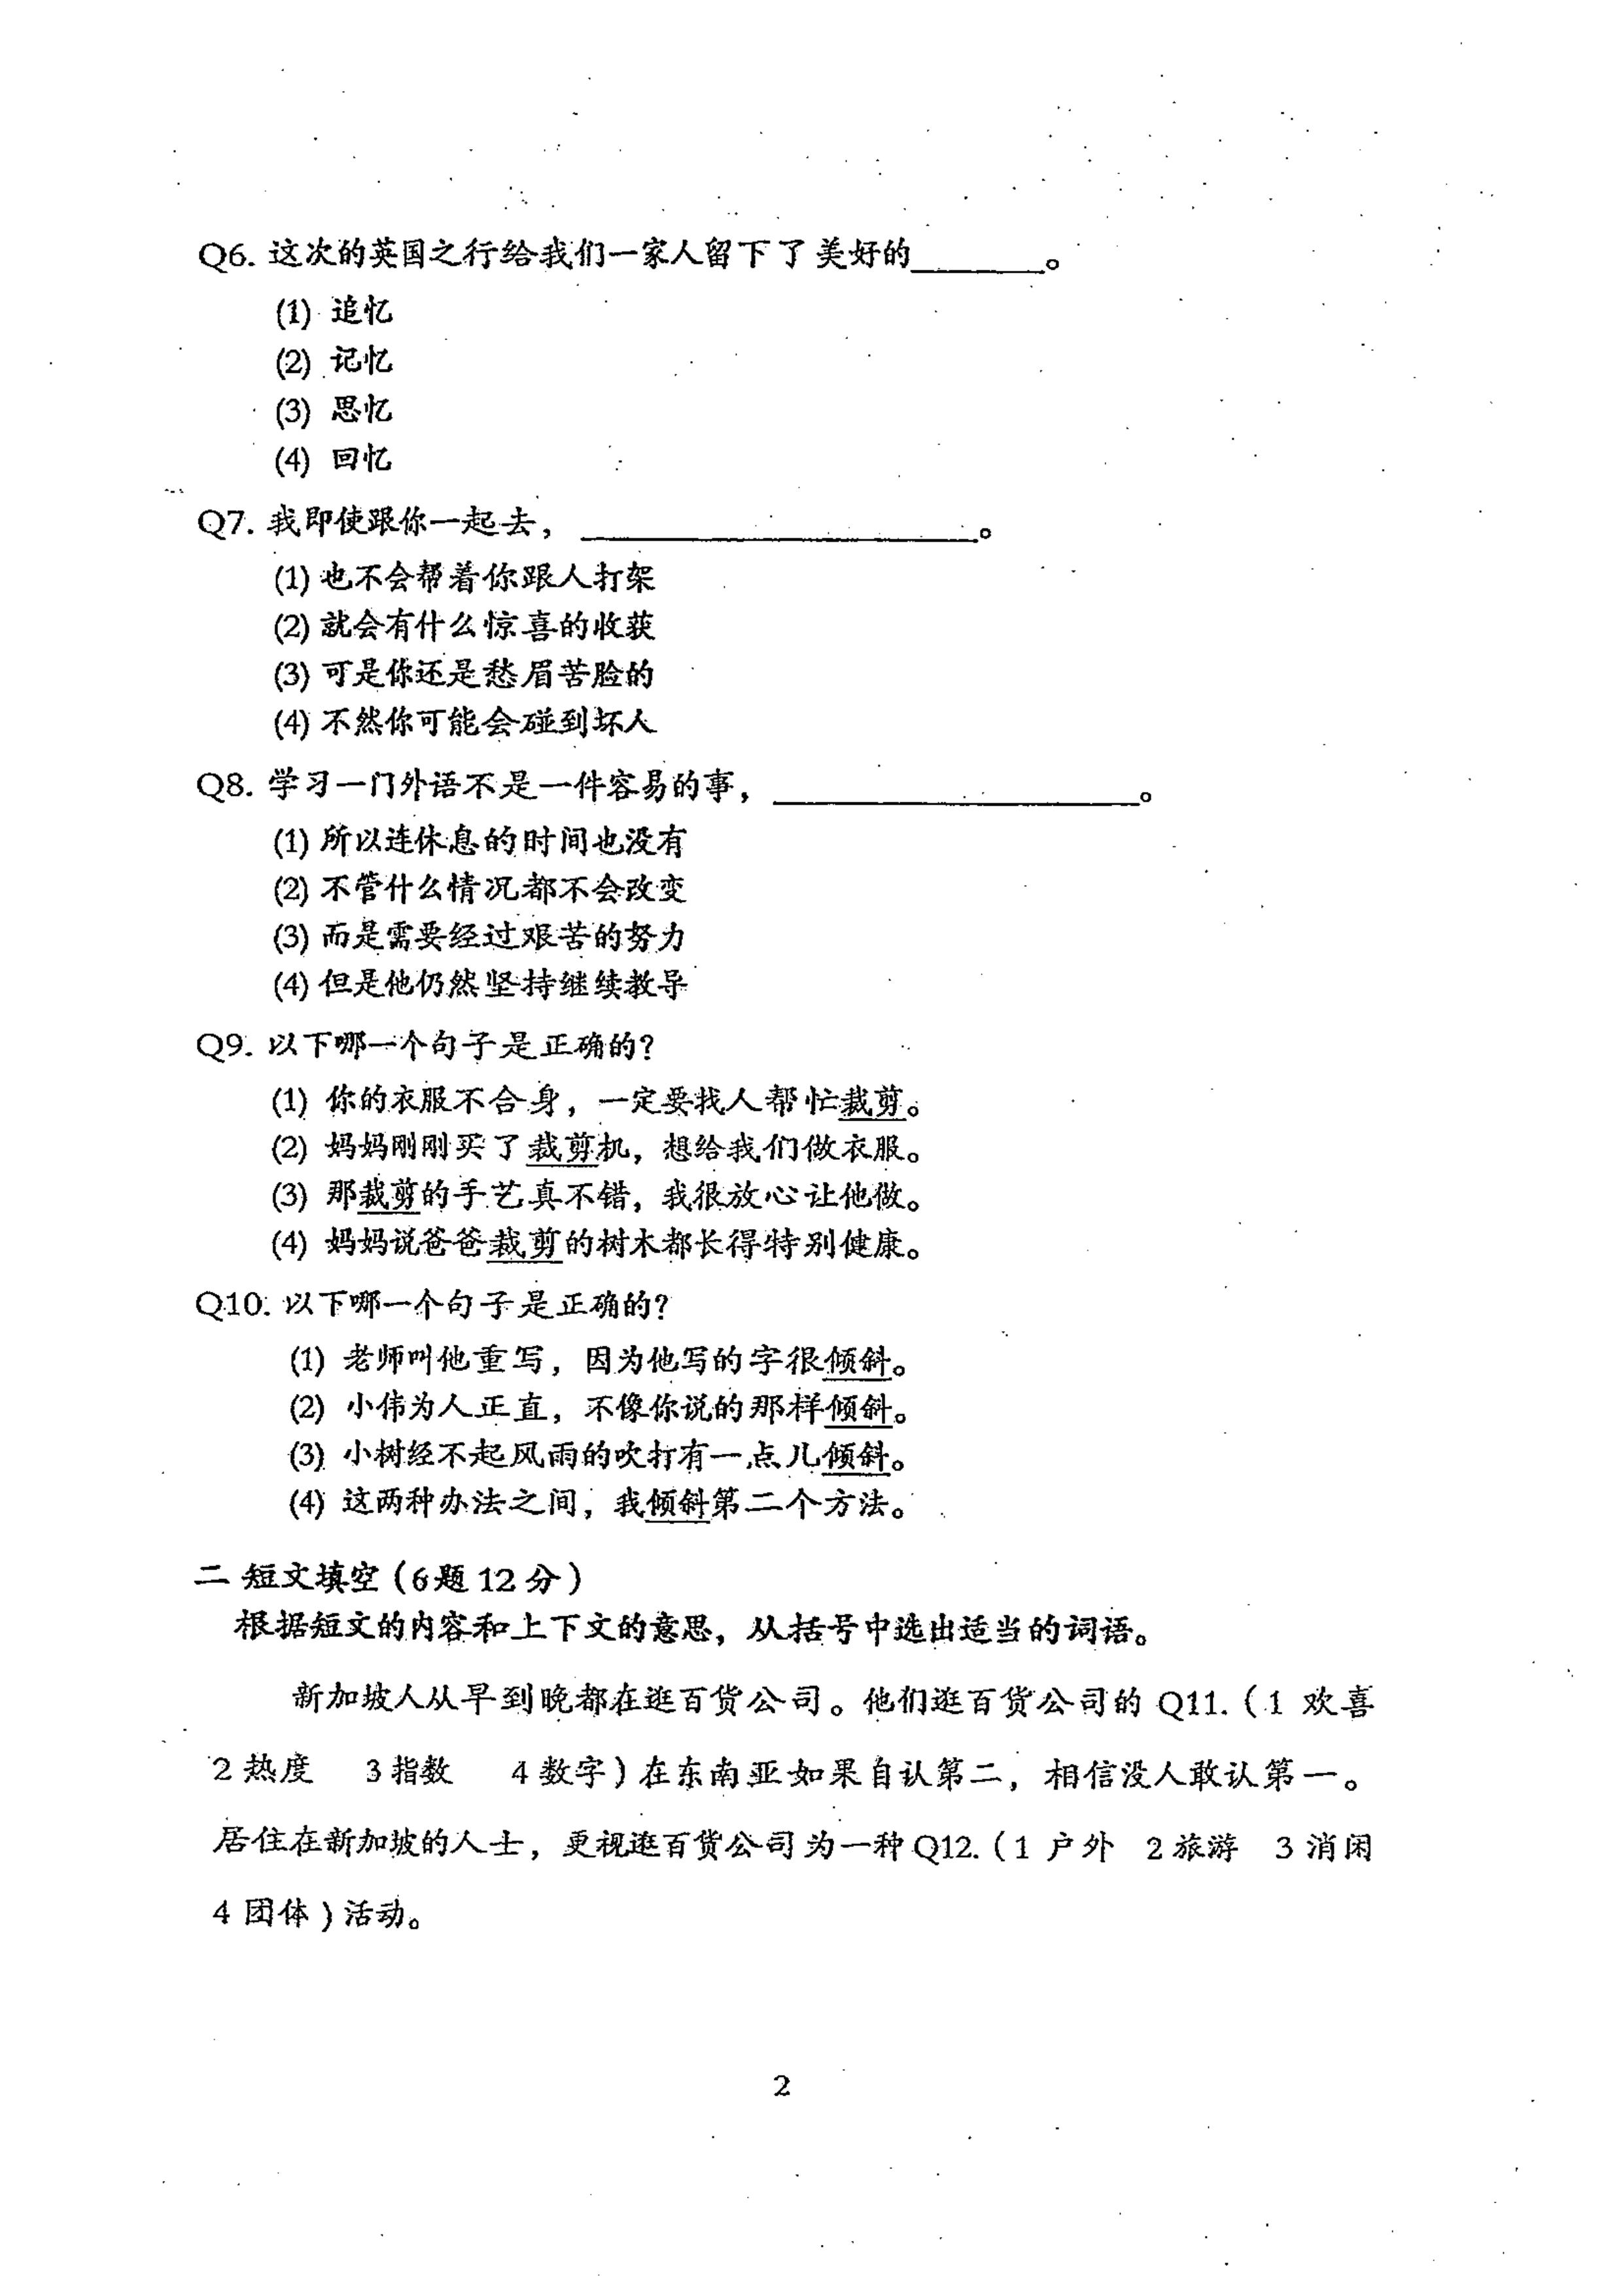 Q6. 这次的英国之行给我们一家人留下了美好的________。
(1) 追忆
(2) 记忆
(3) 思忆
(4) 回忆
Q7. 我即使跟你一起去，________________________。
(1) 也不会帮着你跟人打架
(2) 就会有什么惊喜的收获
(3) 可是你还是愁眉苦脸的
(4) 不然你可能会碰到坏人
Q8. 学习一门外语不是一件容易的事，______________________。
(1) 所以连休息的时间也没有
(2) 不管什么情况都不会改变
(3) 而是需要经过艰苦的努力
(4) 但是他仍然坚持继续教导
Q9. 以下哪一个句子是正确的？
(1) 你的衣服不合身，一定要找人帮忙裁剪。
(2) 妈妈刚刚买了裁剪机，想给我们做衣服。
(3) 那裁剪的手艺真不错，我很放心让他做。
(4) 妈妈说爸爸裁剪的树木都长得特别健康。
Q10. 以下哪一个句子是正确的？
(1) 老师叫他重写，因为他写的字很倾斜。
(2) 小伟为人正直，不像你说的那样倾斜。
(3) 小树经不起风雨的吹打有一点儿倾斜。
(4) 这两种办法之间，我倾斜第二个方法。
二 短文填空（6题 12 分）
根据短文的内容和上下文的意思，从括号中选出适当的词语。
新加坡人从早到晚都在逛百货公司。他们逛百货公司的 Q11.（1 欢喜
2 热度 3 指数 4 数字）在东南亚如果自认第二，相信没人敢认第一。
居住在新加坡的人士，更视逛百货公司为一种 Q12.（1 户外 2 旅游 3 消闲
4 团体）活动。
2